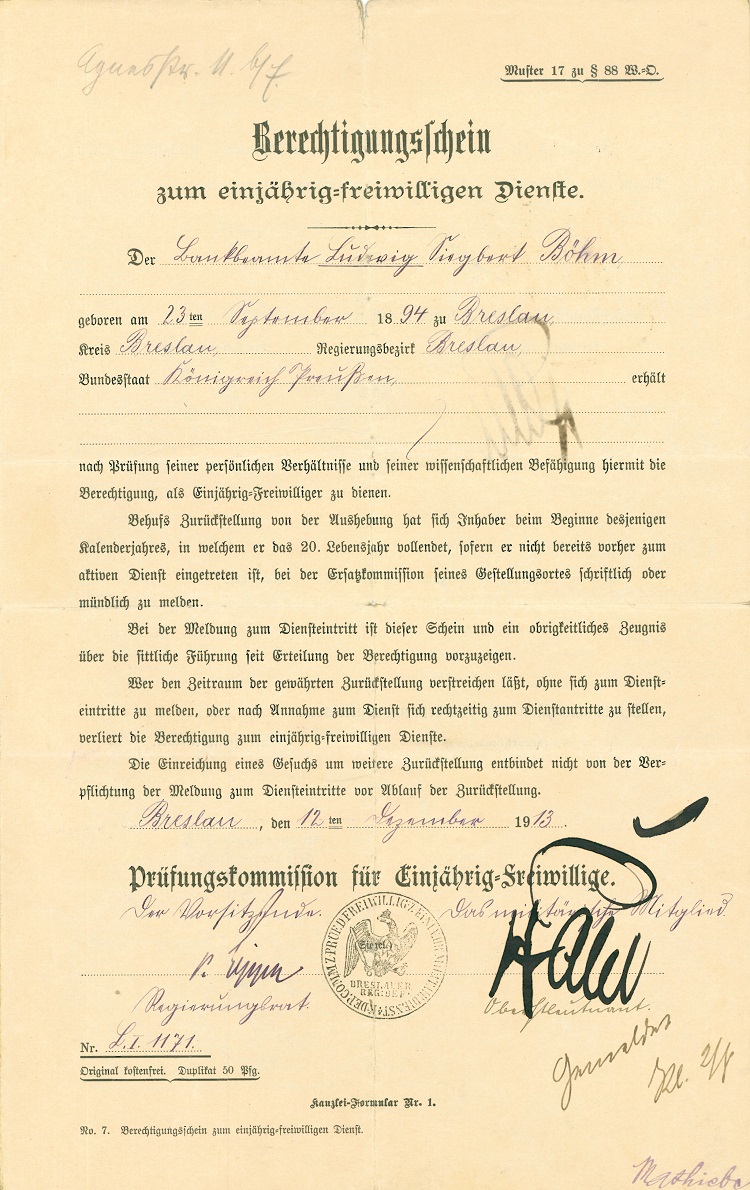 Agnesstr. 11.
Muster 17 zu § 88 W.=O.
Berechtigungsschein
zum einjährig=freiwilligen Dienste.
Der Bankbeamte Ludwig Siegbert Böhm
geboren am 23ten September 1894 zu Breslau,
Kreis Breslau, Regierungsbezirk Breslau,
Bundesstaat Königreich Preußen, erhält
nach Prüfung seiner persönlichen Verhältnisse und seiner wissenschaftlichen Befähigung hiermit die
Berechtigung, als Einjährig=Freiwilliger zu dienen.
Behufs Zurückstellung von der Aushebung hat sich Inhaber beim Beginne desjenigen
Kalenderjahres, in welchem er das 20. Lebensjahr vollendet, sofern er nicht bereits vorher zum
aktiven Dienst eingetreten ist, bei der Ersatzkommission seines Gestellungsortes schriftlich oder
mündlich zu melden.
Bei der Meldung zum Diensteintritt ist dieser Schein und ein obrigkeitliches Zeugnis
über die sittliche Führung seit Erteilung der Berechtigung vorzuzeigen.
Wer den Zeitraum der gewährten Zurückstellung verstreichen läßt, ohne sich zum Dienst=
eintritte zu melden, oder nach Annahme zum Dienst sich rechtzeitig zum Dienstantritte zu stellen,
verliert die Berechtigung zum einjährig=freiwilligen Dienste.
Die Einreichung eines Gesuchs um weitere Zurückstellung entbindet nicht von der Ver=
pflichtung der Meldung zum Diensteintritte vor Ablauf der Zurückstellung.
Breslau, den 12ten Dezember 1913.
Prüfungskommission für Einjährig=Freiwillige.
Der Vorsitzende. Das militärische Mitglied.
BRESLAUER
REG: BEZ:
Regierungsrat. Oberstleutnant.
Nr. L.I. 1171.
Gemeldet
2/8
Original kostenfrei. Duplikat 50 Pfg.
Kanzlei=Formular Nr. 1.
No. 7. Berechtigungsschein zum einjährig=freiwilligen Dienst.